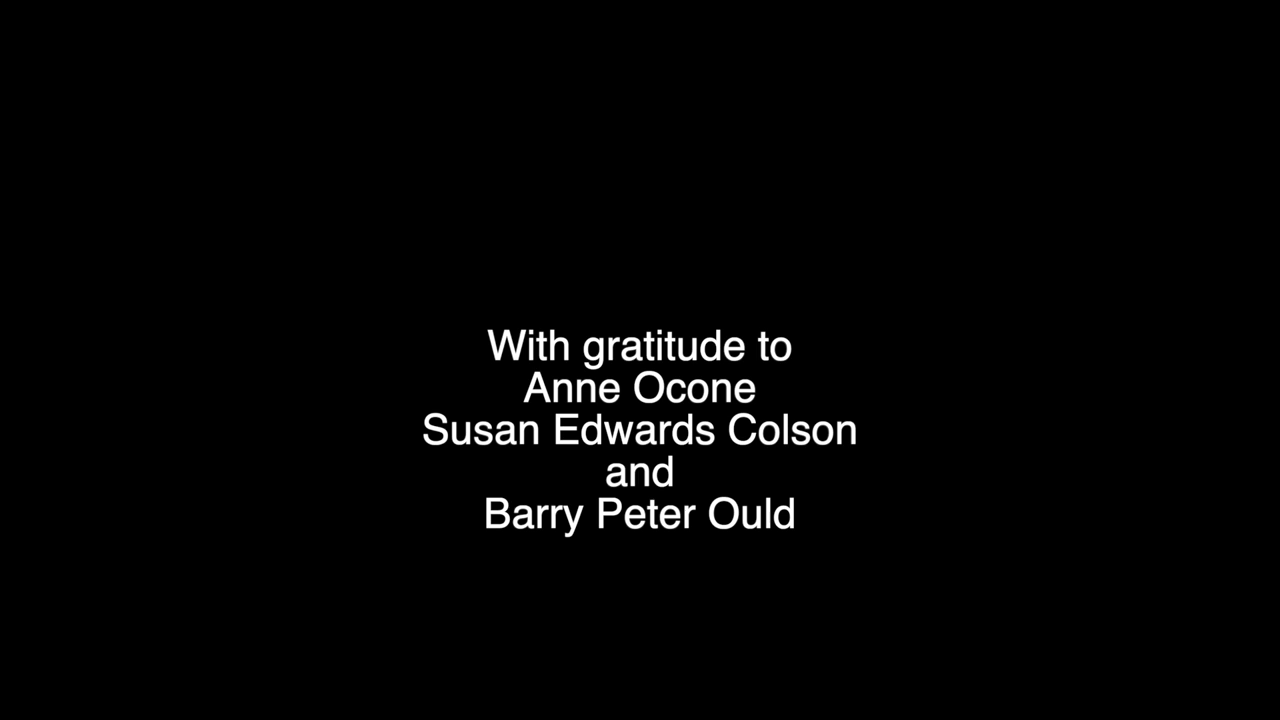 With gratitude to
Anne Ocone
Susan Edwards Colson
and
Barry Peter Ould